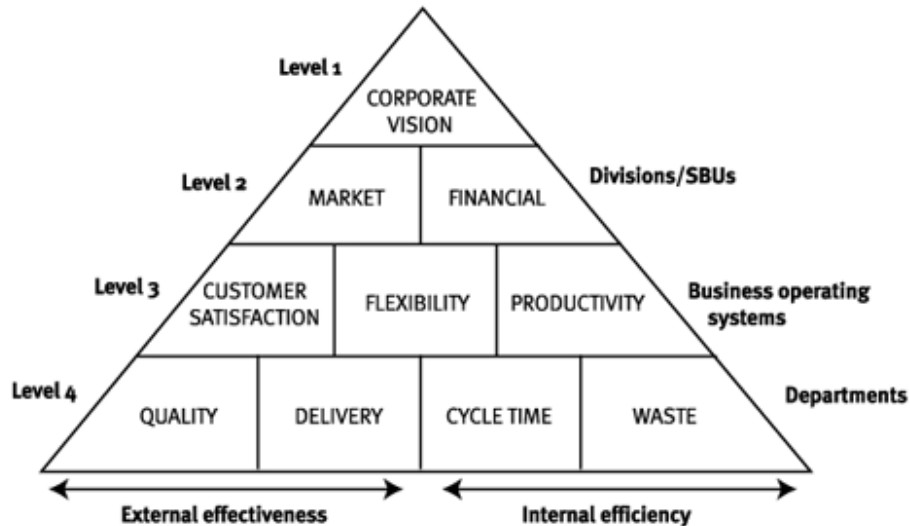 Level 1
CORPORATE
VISION
Level 2
MARKET
FINANCIAL
Divisions/SBUs
Level 3
CUSTOMER
SATISFACTION
FLEXIBILITY
PRODUCTIVITY
Business operating
systems
Level 4
QUALITY
DELIVERY
CYCLE TIME
WASTE
Departments
External effectiveness
Internal efficiency